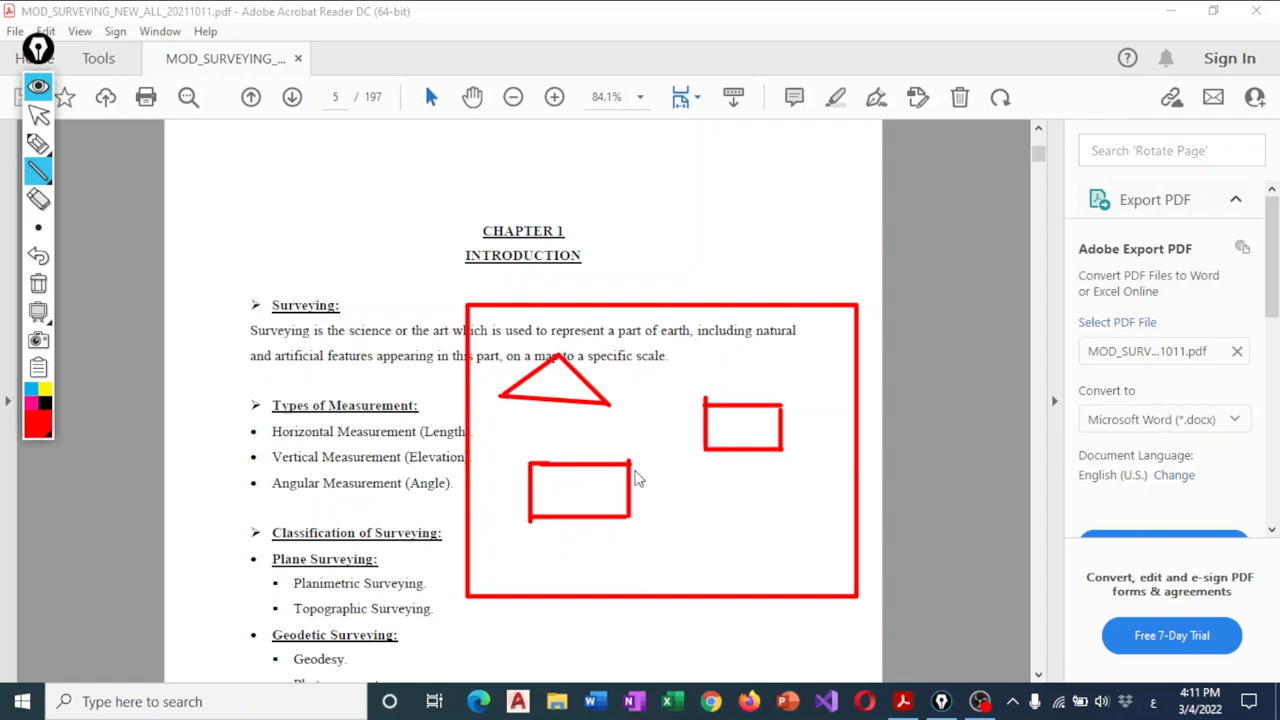 MOD_SURVEYING_NEW_ALL_20211011.pdf - Adobe Acrobat Reader DC (64-bit)
File Edit View Sign Window Help
Tools MOD_SURVEYING_... × Sign In
5 / 197 84.1%
CHAPTER 1
INTRODUCTION
➢ Surveying:
Surveying is the science or the art which is used to represent a part of earth, including natural
and artificial features appearing in this part, on a map to a specific scale.
➢ Types of Measurement:
• Horizontal Measurement (Length).
• Vertical Measurement (Elevation).
• Angular Measurement (Angle).
➢ Classification of Surveying:
• Plane Surveying:
▪ Planimetric Surveying.
▪ Topographic Surveying.
• Geodetic Surveying:
▪ Geodesy.
Search 'Rotate Page'
Export PDF
Adobe Export PDF
Convert PDF Files to Word
or Excel Online
Select PDF File
MOD_SURV...1011.pdf
Convert to
Microsoft Word (*.docx)
Document Language:
English (U.S.) Change
Convert, edit and e-sign PDF
forms & agreements
Free 7-Day Trial
Type here to search
ع
4:11 PM
3/4/2022